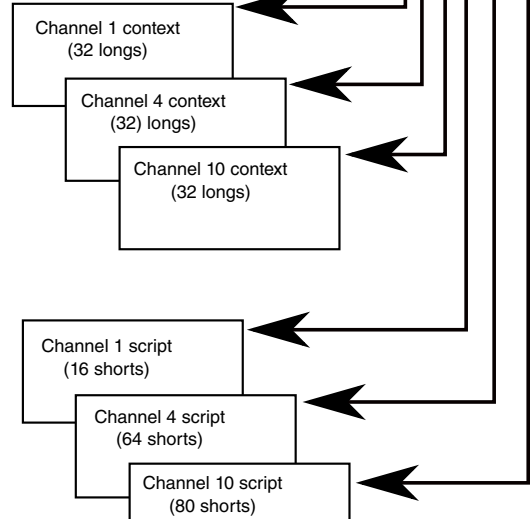 Channel 1 context
(32 longs)
Channel 4 context
(32) longs)
Channel 10 context
(32 longs)
Channel 1 script
(16 shorts)
Channel 4 script
(64 shorts)
Channel 10 script
(80 shorts)